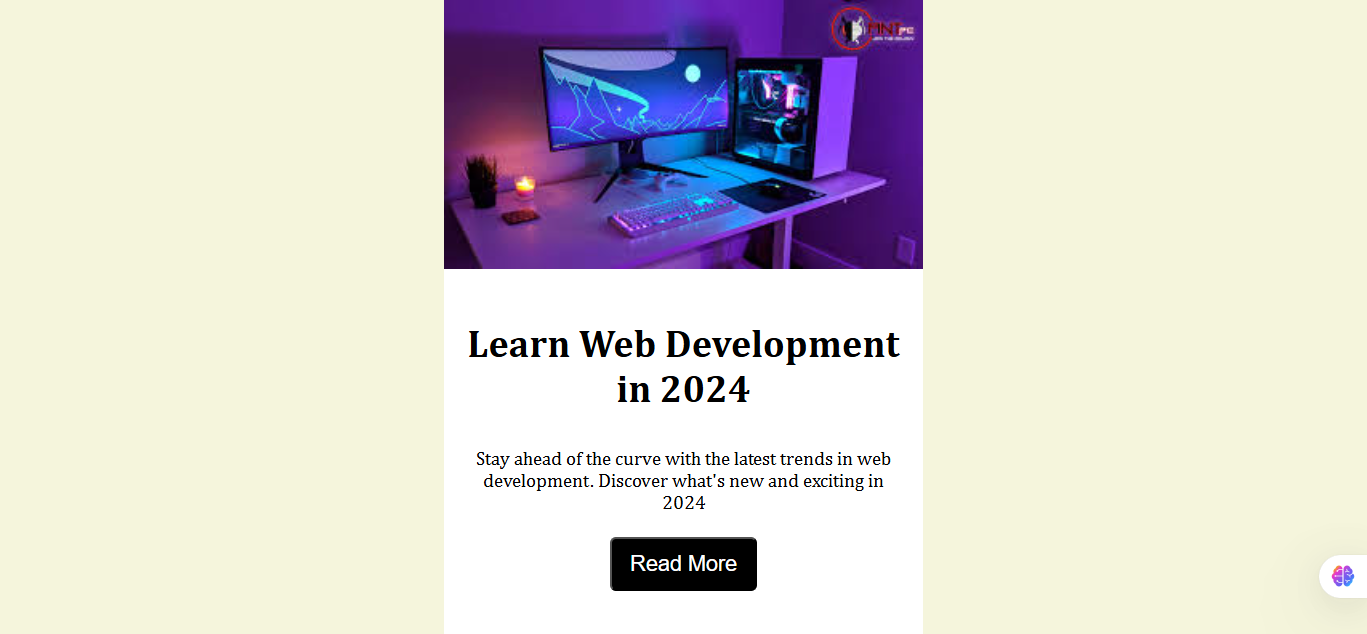 Learn Web Development
in 2024
Stay ahead of the curve with the latest trends in web
development. Discover what's new and exciting in
2024
Read More